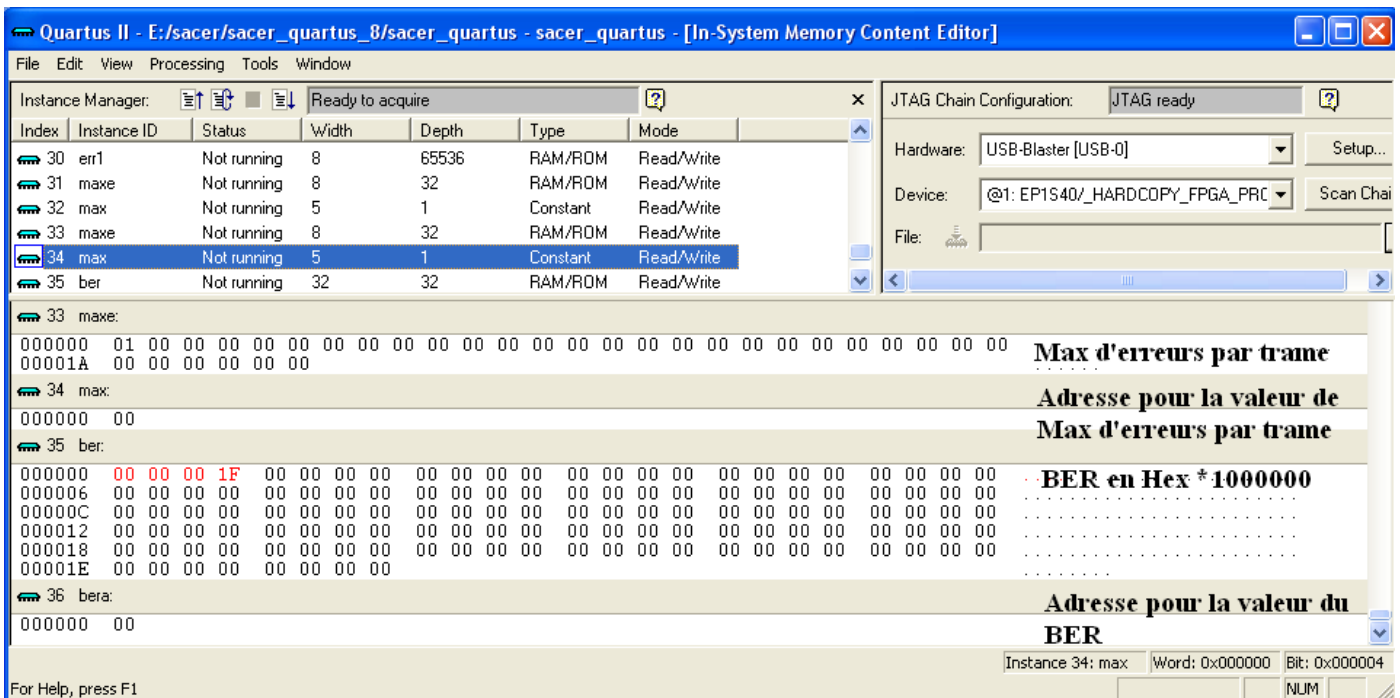 Quartus II - E:/sacer/sacer_quartus_8/sacer_quartus - sacer_quartus - [In-System Memory Content Editor]
File Edit View Processing Tools Window
Instance Manager: Ready to acquire
Index Instance ID Status Width Depth Type Mode
30 err1 Not running 8 65536 RAM/ROM Read/Write
31 maxe Not running 8 32 RAM/ROM Read/Write
32 max Not running 5 1 Constant Read/Write
33 maxe Not running 8 32 RAM/ROM Read/Write
34 max Not running 5 1 Constant Read/Write
35 ber Not running 32 32 RAM/ROM Read/Write
JTAG Chain Configuration: JTAG ready
Hardware: USB-Blaster [USB-0] Setup...
Device: @1: EP1S40/_HARDCOPY_FPGA_PRC Scan Chai
File:
33 maxe:
000000 01 00 00 00 00 00 00 00 00 00 00 00 00 00 00 00 00 00 00 00 00 00 00 00 00 00
00001A 00 00 00 00 00 00 ......
Max d'erreurs par trame
34 max:
000000 00
Adresse pour la valeur de
Max d'erreurs par trame
35 ber:
000000 00 00 00 1F 00 00 00 00 00 00 00 00 00 00 00 00 00 00 00 00 00 00 00 00 ..
BER en Hex *1000000
000006 00 00 00 00 00 00 00 00 00 00 00 00 00 00 00 00 00 00 00 00 00 00 00 00 ........................
00000C 00 00 00 00 00 00 00 00 00 00 00 00 00 00 00 00 00 00 00 00 00 00 00 00 ........................
000012 00 00 00 00 00 00 00 00 00 00 00 00 00 00 00 00 00 00 00 00 00 00 00 00 ........................
000018 00 00 00 00 00 00 00 00 00 00 00 00 00 00 00 00 00 00 00 00 00 00 00 00 ........................
00001E 00 00 00 00 00 00 00 00 ........
36 bera:
000000 00
Adresse pour la valeur du
BER
Instance 34: max Word: 0x000000 Bit: 0x000004
For Help, press F1 NUM